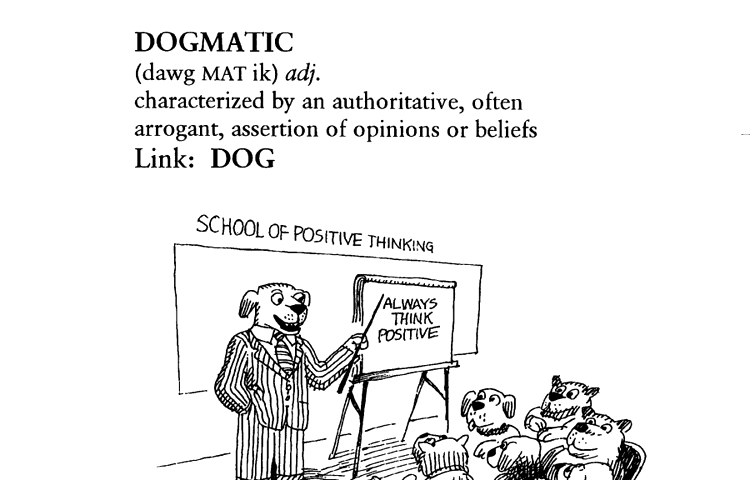 DOGMATIC
(dawg MAT ik) adj.
characterized by an authoritative, often
arrogant, assertion of opinions or beliefs
Link: DOG
SCHOOL OF POSITIVE THINKING
ALWAYS
THINK
POSITIVE